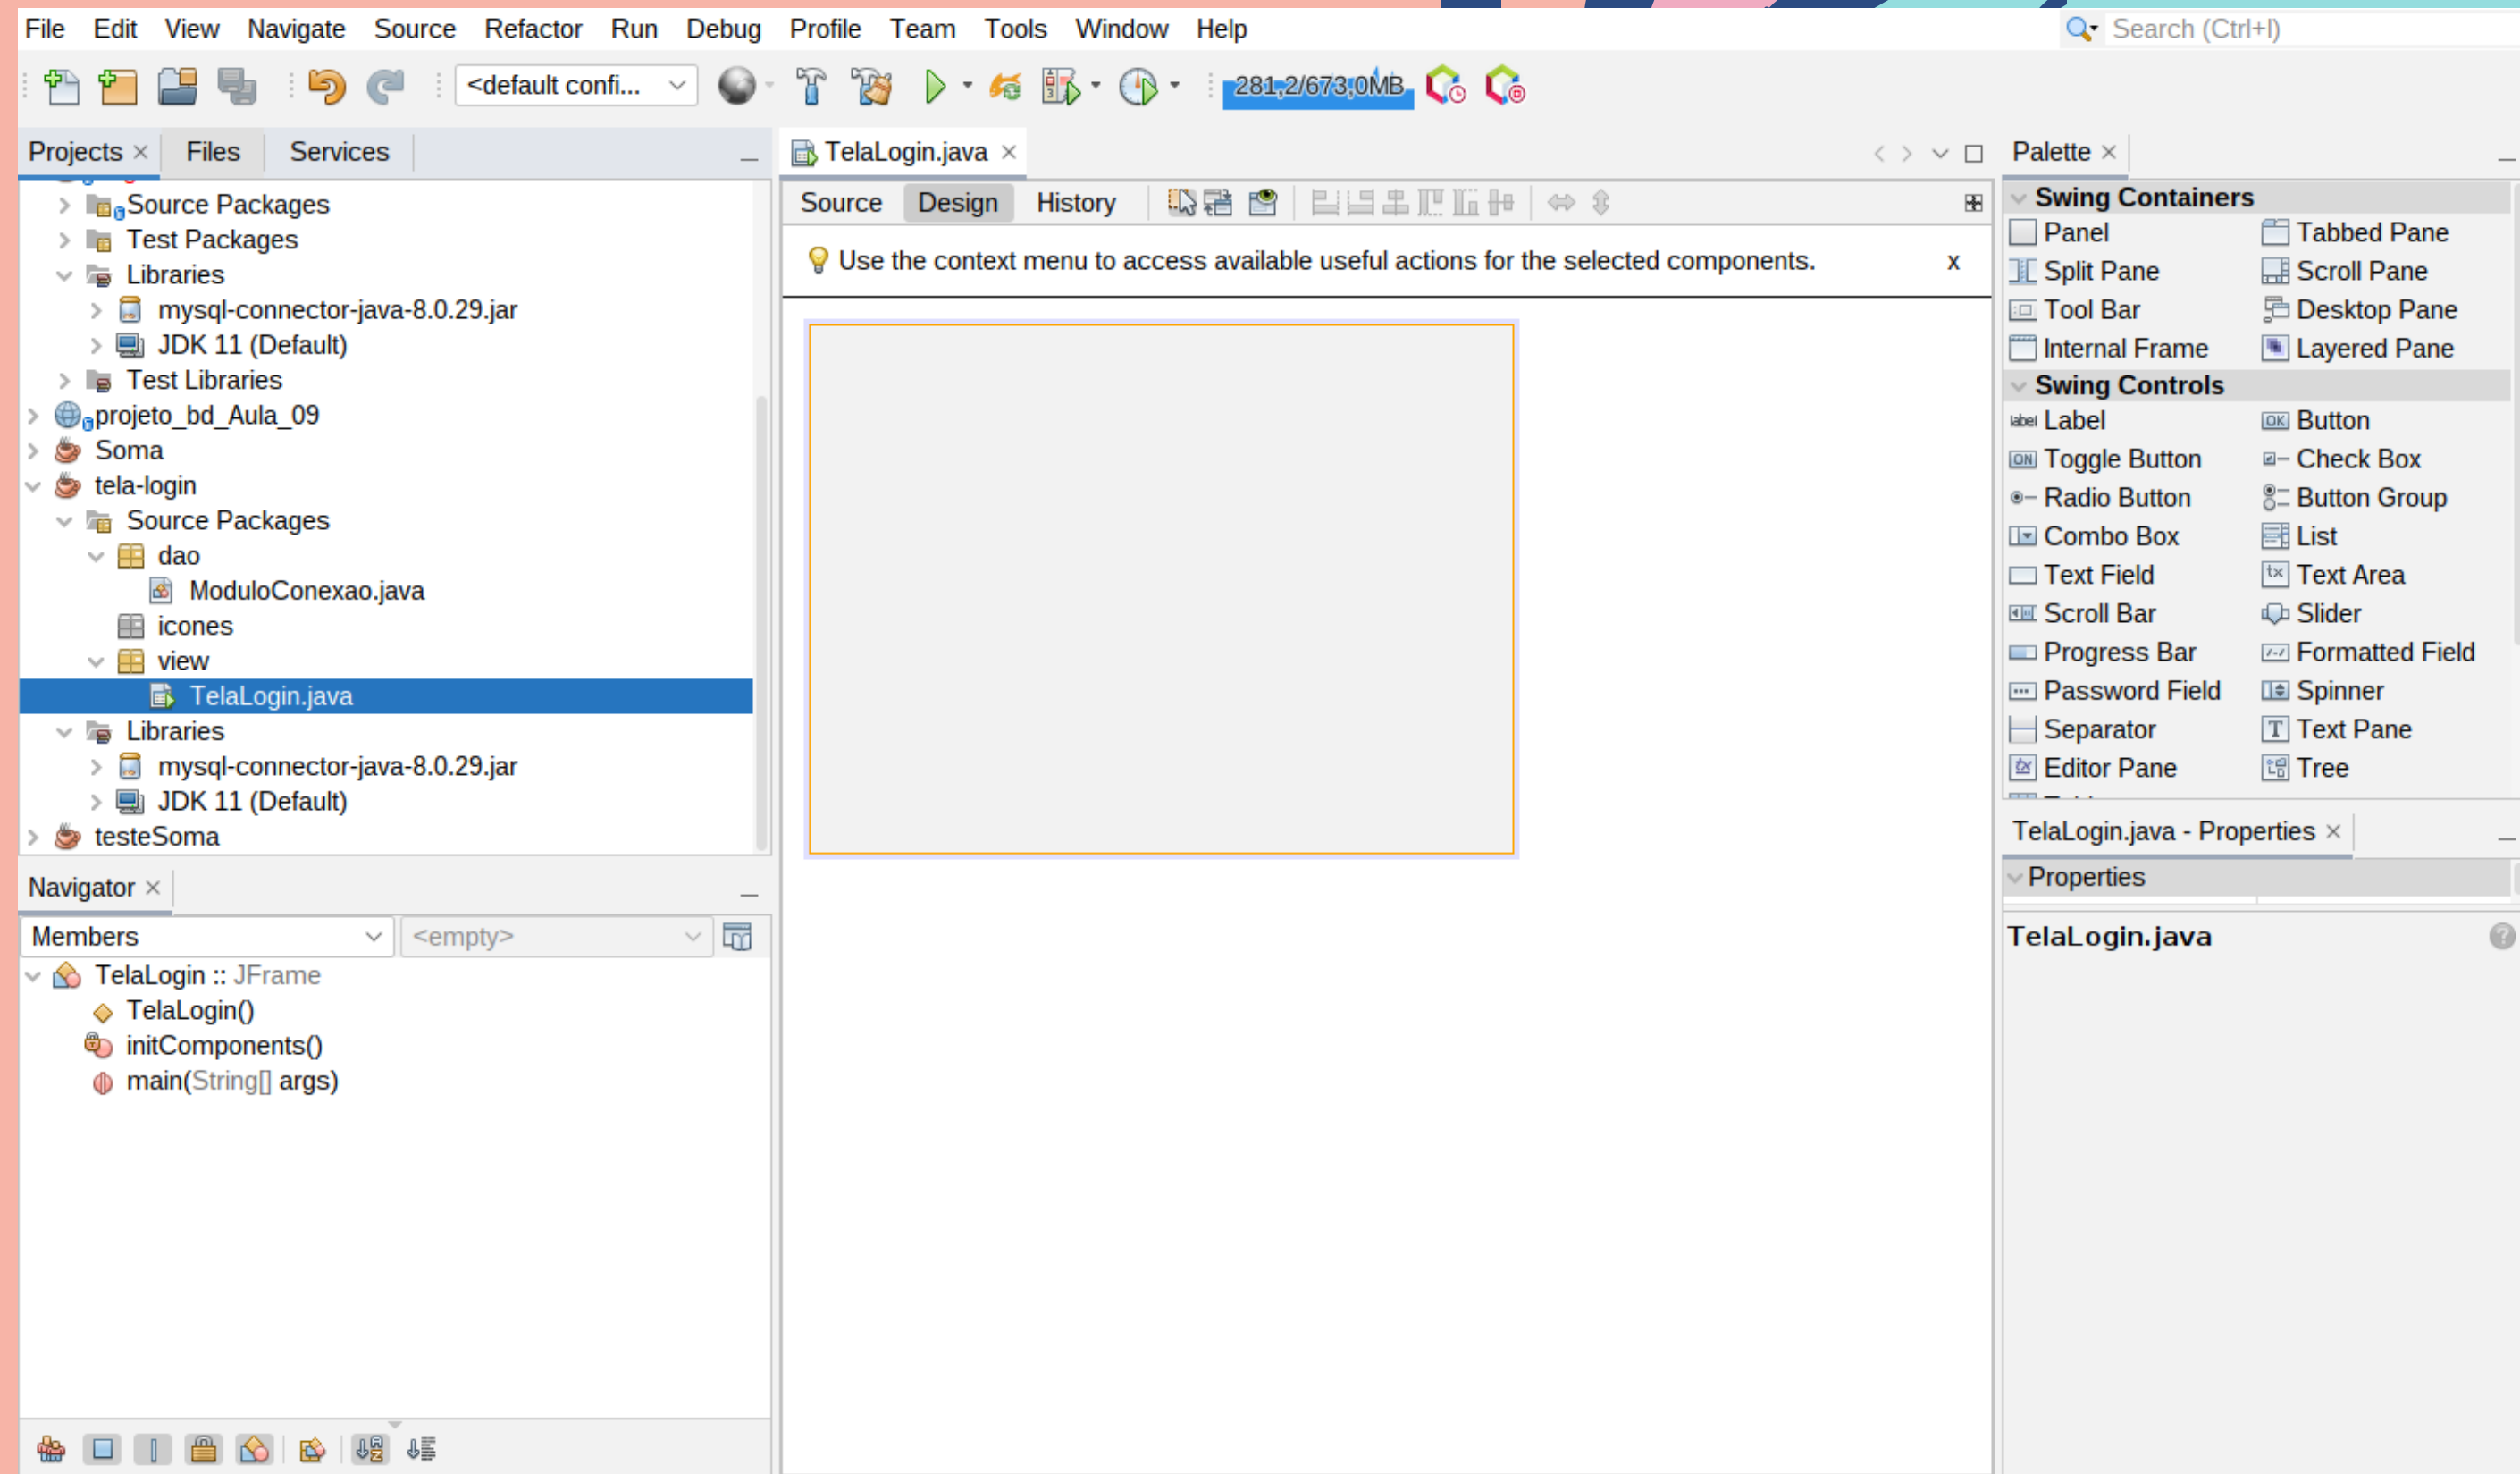 File Edit View Navigate Source Refactor Run Debug Profile Team Tools Window Help
Search (Ctrl+I)
<default confi...
281,2/673,0MB
Projects
Files
Services
Source Packages
Test Packages
Libraries
mysql-connector-java-8.0.29.jar
JDK 11 (Default)
Test Libraries
projeto_bd_Aula_09
Soma
tela-login
Source Packages
dao
ModuloConexao.java
icones
view
TelaLogin.java
Libraries
mysql-connector-java-8.0.29.jar
JDK 11 (Default)
testeSoma
Navigator
Members
<empty>
TelaLogin :: JFrame
TelaLogin()
initComponents()
main(String[] args)
TelaLogin.java
Source Design History
Use the context menu to access available useful actions for the selected components.
x
Palette
Swing Containers
Panel
Tabbed Pane
Split Pane
Scroll Pane
Tool Bar
Desktop Pane
Internal Frame
Layered Pane
Swing Controls
label Label
OK Button
ON Toggle Button
Check Box
Radio Button
Button Group
Combo Box
List
Text Field
Text Area
Scroll Bar
Slider
Progress Bar
Formatted Field
Password Field
Spinner
Separator
T Text Pane
Editor Pane
Tree
TelaLogin.java - Properties
Properties
TelaLogin.java